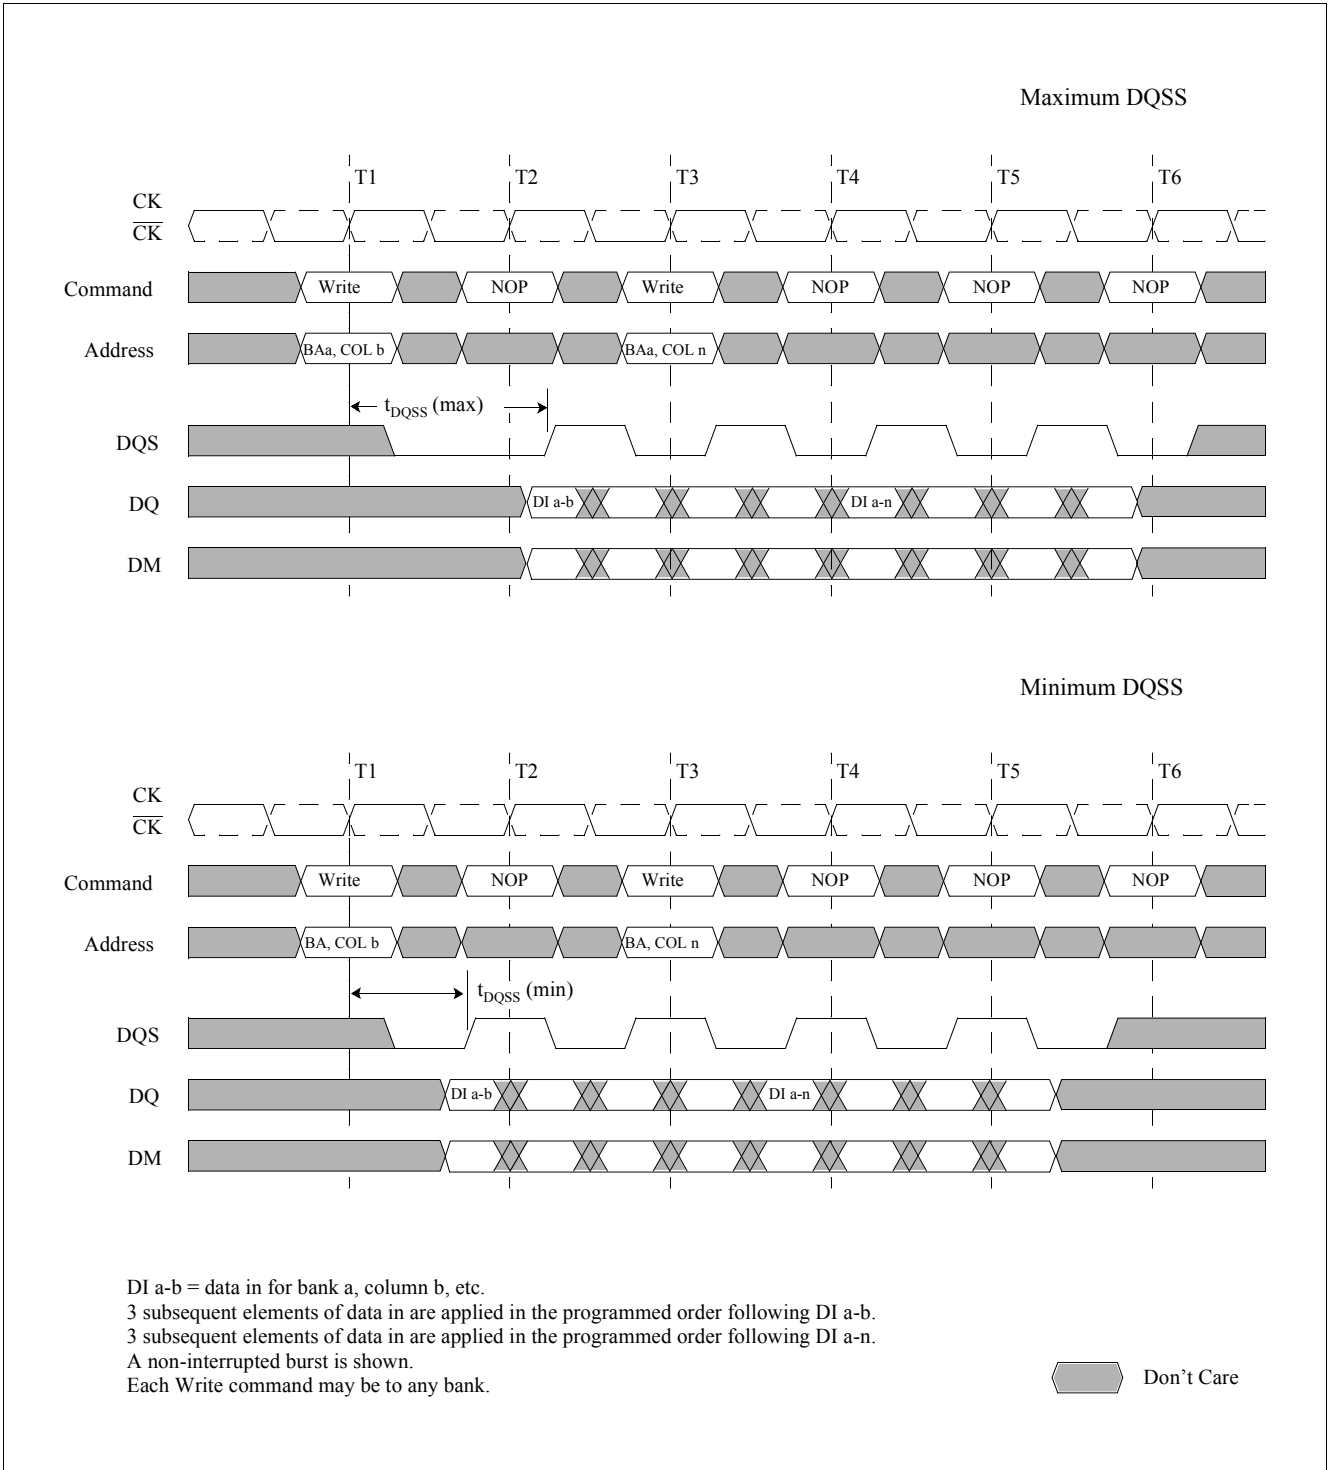 Maximum DQSS
T1 T2 T3 T4 T5 T6
CK
CK
Command Write NOP Write NOP NOP NOP
Address BAa, COL b BAa, COL n
tDQSS (max)
DQS
DQ DI a-b DI a-n
DM
Minimum DQSS
T1 T2 T3 T4 T5 T6
CK
CK
Command Write NOP Write NOP NOP NOP
Address BA, COL b BA, COL n
tDQSS (min)
DQS
DQ DI a-b DI a-n
DM
DI a-b = data in for bank a, column b, etc.
3 subsequent elements of data in are applied in the programmed order following DI a-b.
3 subsequent elements of data in are applied in the programmed order following DI a-n.
A non-interrupted burst is shown.
Each Write command may be to any bank.
Don't Care